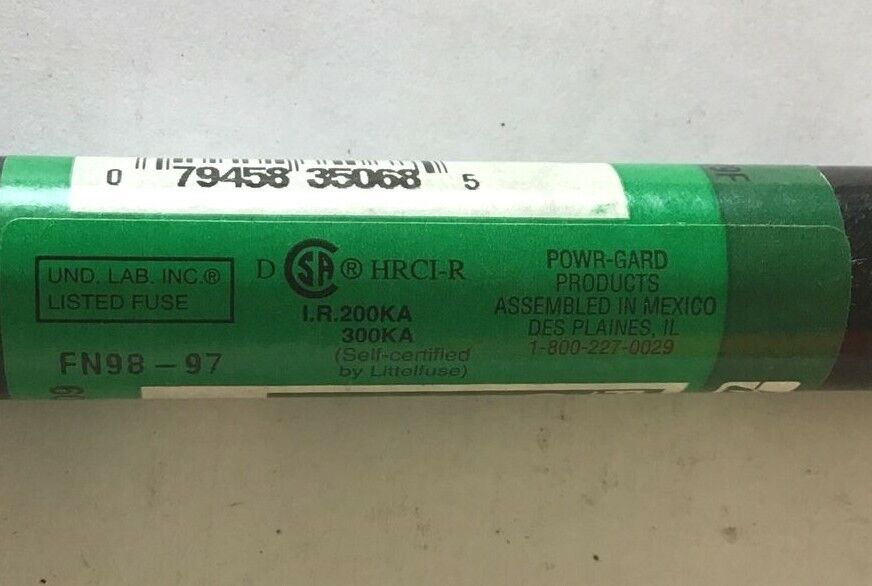 0 79458 35068 5
UND. LAB. INC.®
LISTED FUSE
FN98-97
D SA ® HRCI-R
I.R.200KA
300KA
(Self-certified
by Littelfuse)
POWR-GARD
PRODUCTS
ASSEMBLED IN MEXICO
DES PLAINES, IL
1-800-227-0029